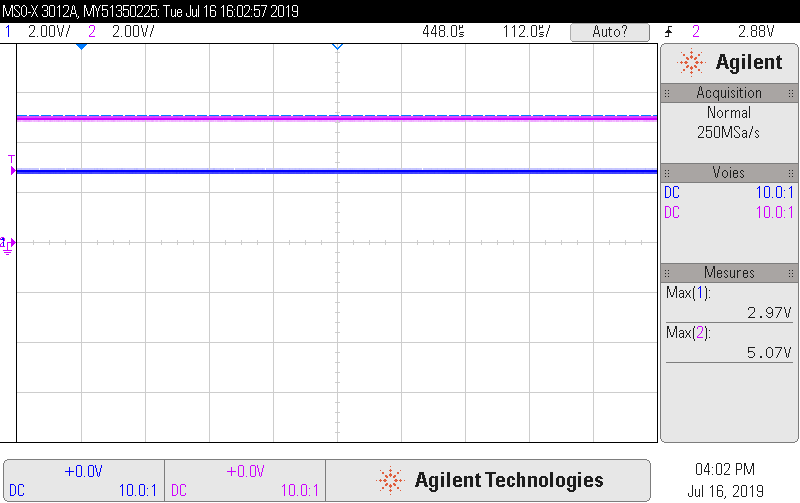 MSO-X 3012A, MY51350225: Tue Jul 16 16:02:57 2019
1 2.00V/ 2 2.00V/ 448.0µs 112.0µs/ Auto? 2 2.88V
Agilent
Acquisition
Normal
250MSa/s
Voies
DC 10.0:1
DC 10.0:1
Mesures
Max(1):
2.97V
Max(2):
5.07V
T
+0.0V
DC 10.0:1
+0.0V
DC 10.0:1
Agilent Technologies
04:02 PM
Jul 16, 2019